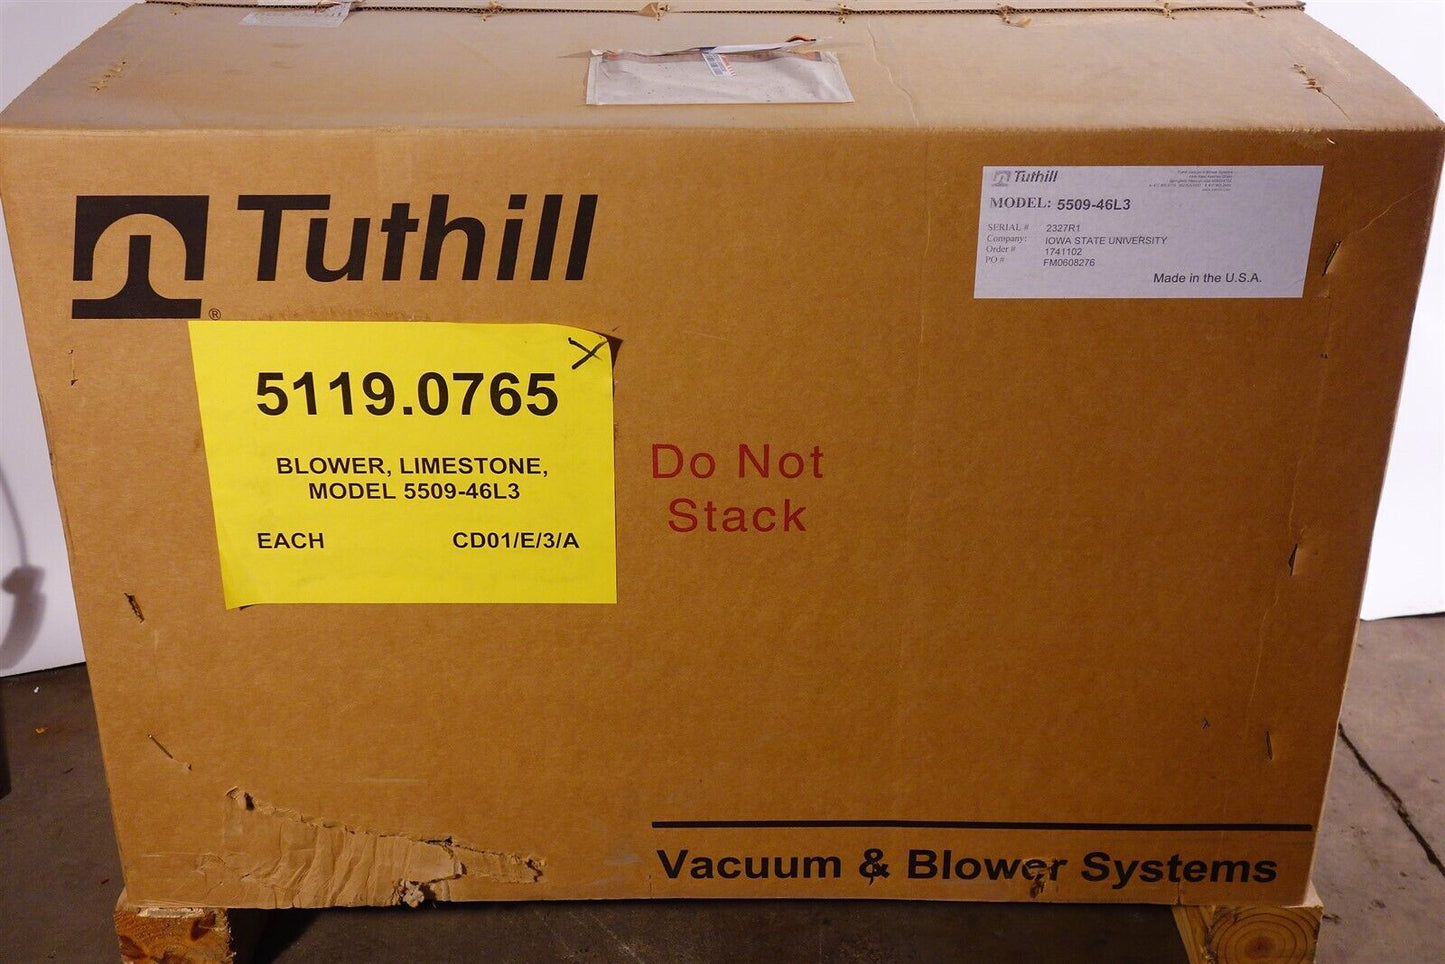 Tuthill
®
Tuthill
MODEL: 5509-46L3
SERIAL # 2327R1
Company: IOWA STATE UNIVERSITY
Order # 1741102
PO # FM0608276
Made in the U.S.A.
5119.0765
BLOWER, LIMESTONE,
MODEL 5509-46L3
EACH CD01/E/3/A
Do Not
Stack
Vacuum & Blower Systems